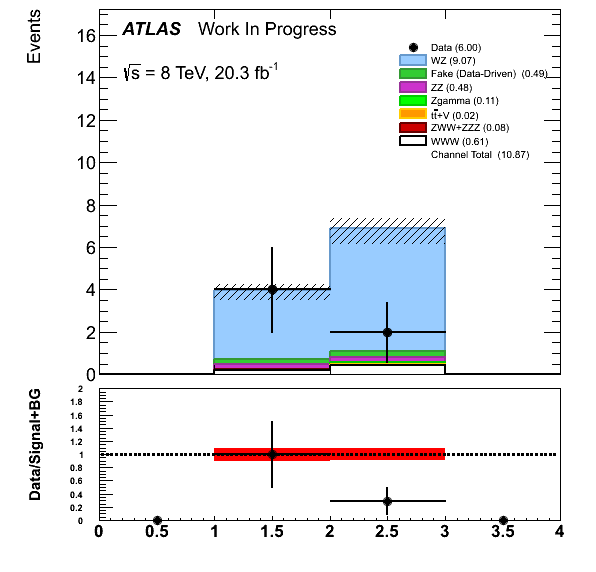 Events
16
14
12
10
8
6
4
2
0
ATLAS Work In Progress
√s = 8 TeV, 20.3 fb⁻¹
Data (6.00)
WZ (9.07)
Fake (Data-Driven) (0.49)
ZZ (0.48)
Zgamma (0.11)
tt̄+V (0.02)
ZWW+ZZZ (0.08)
WWW (0.61)
Channel Total (10.87)
Data/Signal+BG
2
1.8
1.6
1.4
1.2
1
0.8
0.6
0.4
0.2
0
0 0.5 1 1.5 2 2.5 3 3.5 4